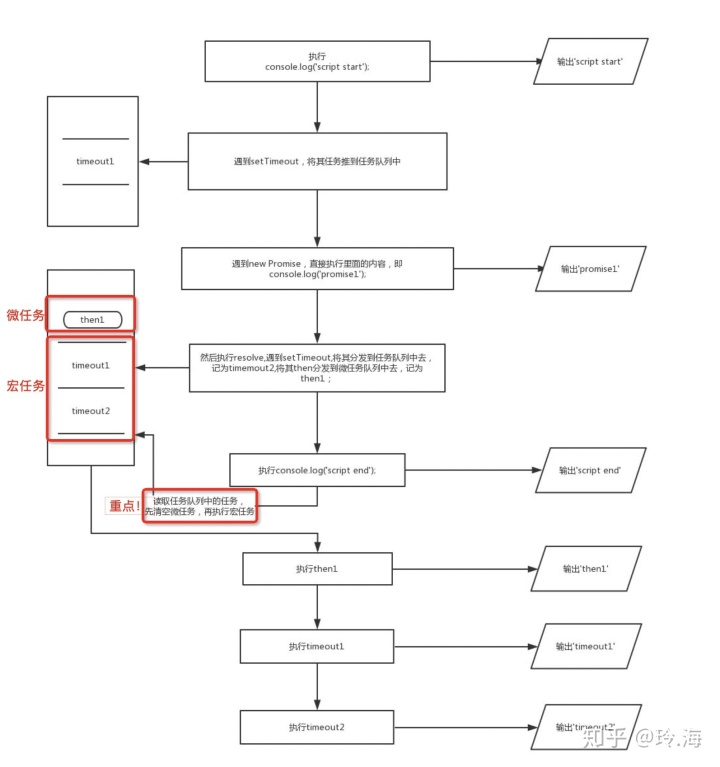 执行
console.log('script start');
输出'script start'
timeout1
遇到setTimeout，将其任务推到任务队列中
遇到new Promise，直接执行里面的内容，即
console.log('promise1');
输出'promise1'
微任务
then1
宏任务
timeout1
timeout2
然后执行resolve,遇到setTimeout,将其分发到任务队列中去，
记为timemout2,将其then分发到微任务队列中去，记为
then1；
执行console.log('script end');
输出'script end'
重点！
读取任务队列中的任务，
先清空微任务，再执行宏任务
执行then1
输出'then1'
执行timeout1
输出'timeout1'
执行timeout2
输出'timeout2'
知乎 @玲.海